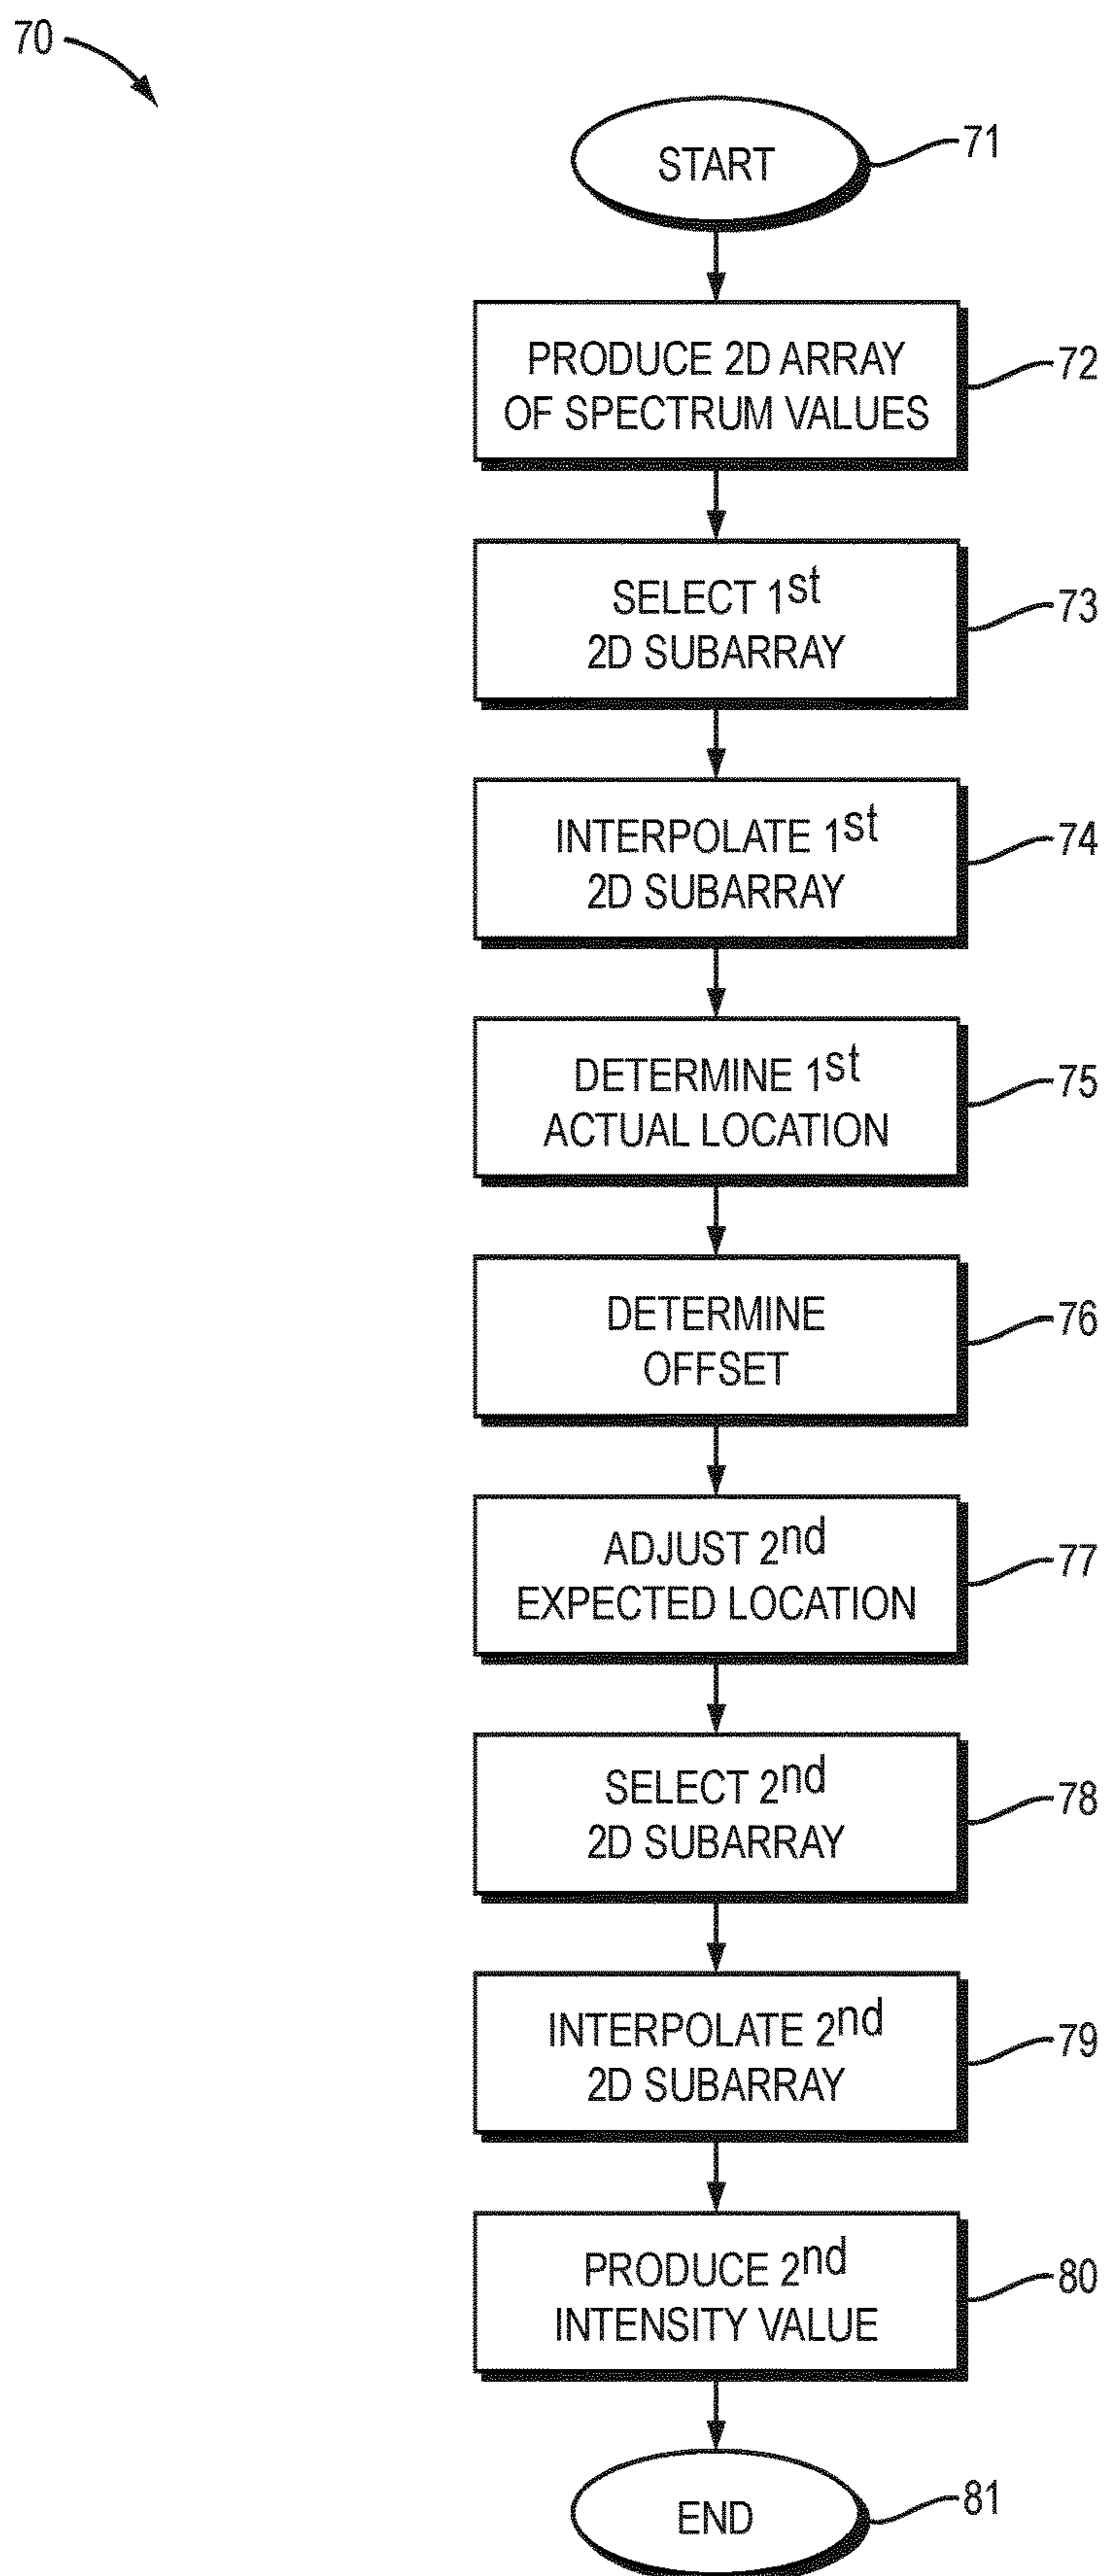 70
START
71
PRODUCE 2D ARRAY
OF SPECTRUM VALUES
72
SELECT 1st
2D SUBARRAY
73
INTERPOLATE 1st
2D SUBARRAY
74
DETERMINE 1st
ACTUAL LOCATION
75
DETERMINE
OFFSET
76
ADJUST 2nd
EXPECTED LOCATION
77
SELECT 2nd
2D SUBARRAY
78
INTERPOLATE 2nd
2D SUBARRAY
79
PRODUCE 2nd
INTENSITY VALUE
80
END
81